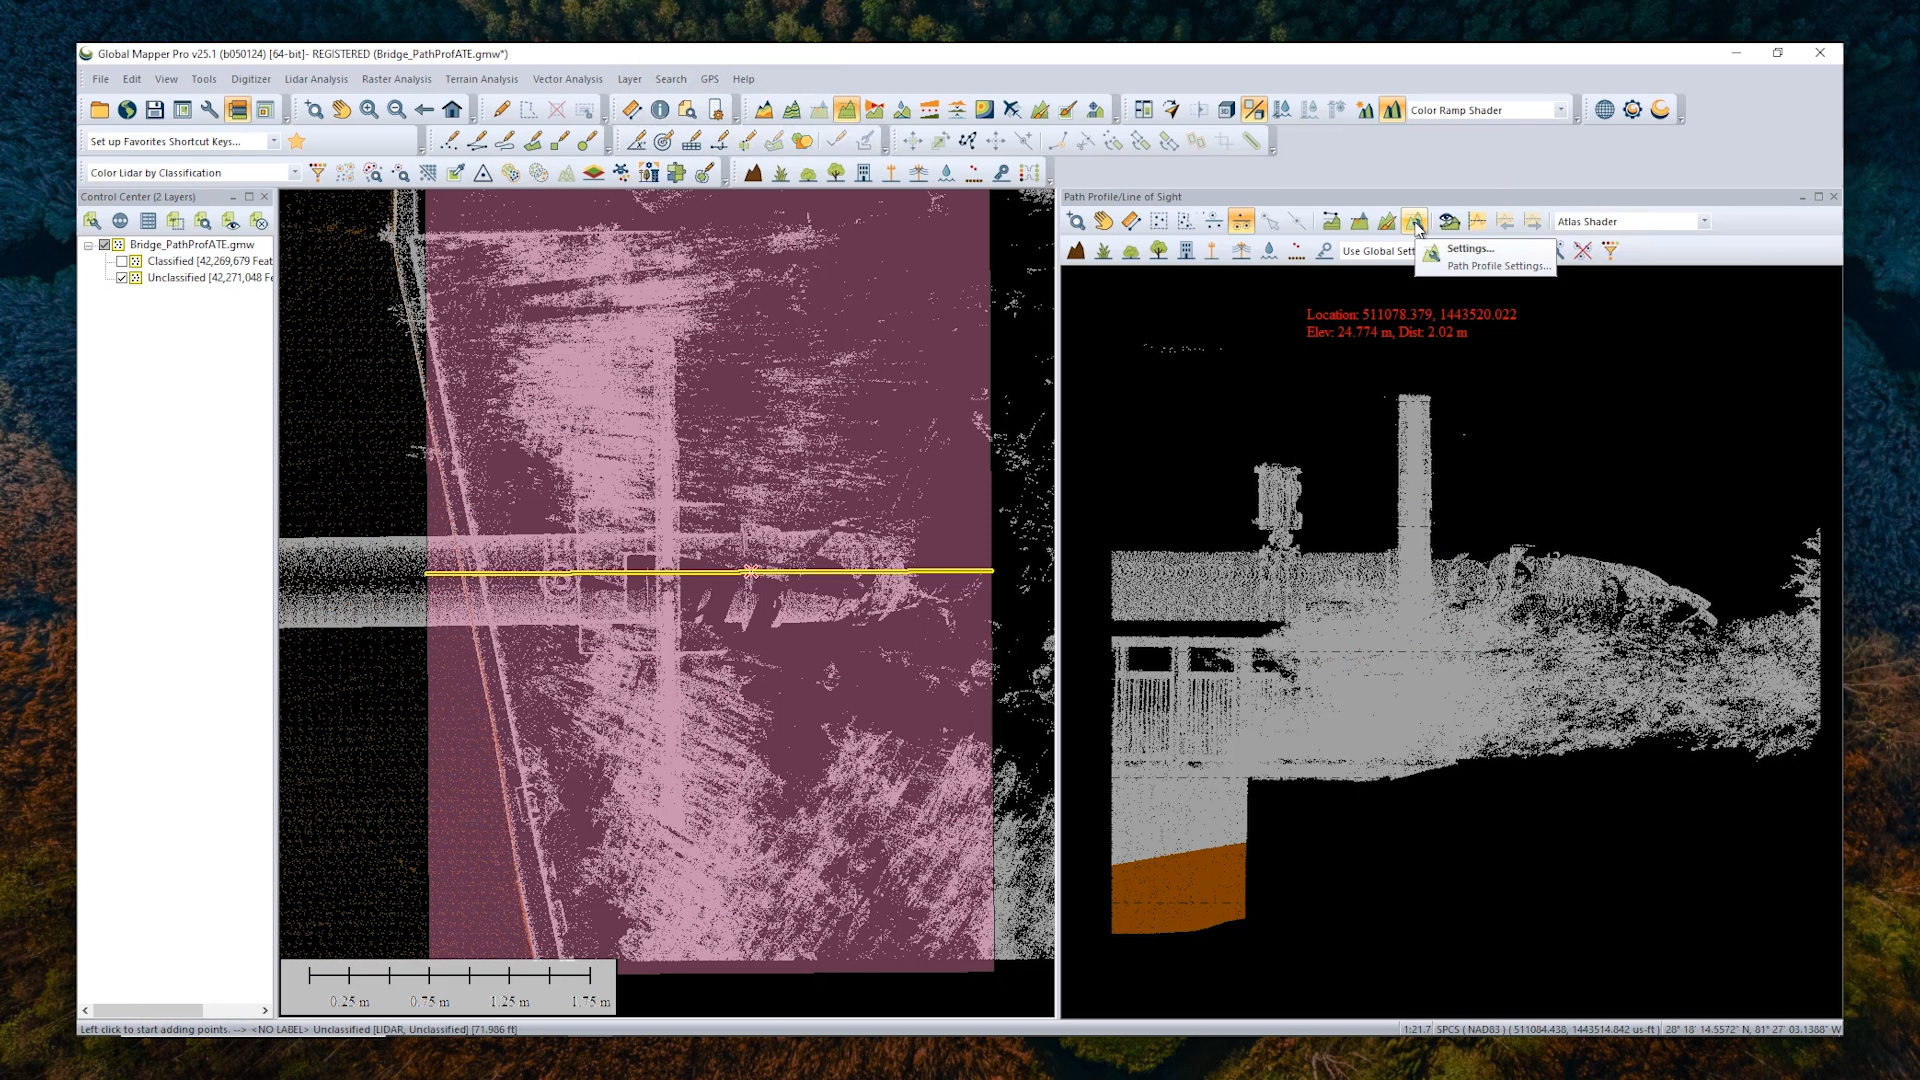 Global Mapper Pro v25.1 (b050124) [64-bit]- REGISTERED (Bridge_PathProfATE.gmw*)
File Edit View Tools Digitizer Lidar Analysis Raster Analysis Terrain Analysis Vector Analysis Layer Search GPS Help
Color Ramp Shader
Set up Favorites Shortcut Keys...
Color Lidar by Classification
Control Center (2 Layers)
Bridge_PathProfATE.gmw
Classified [42,269,679 Feat
Unclassified [42,271,048 Fe
0.25 m 0.75 m 1.25 m 1.75 m
Path Profile/Line of Sight
Atlas Shader
Use Global Sett
Settings...
Path Profile Settings...
Location: 511078.379, 1443520.022
Elev: 24.774 m, Dist: 2.02 m
Left click to start adding points. --> <NO LABEL> Unclassified [LIDAR, Unclassified] [71.986 ft]
1:21.7 SPCS ( NAD83 ) ( 511084.438, 1443514.842 us-ft ) 28° 18' 14.5572" N, 81° 27' 03.1388" W